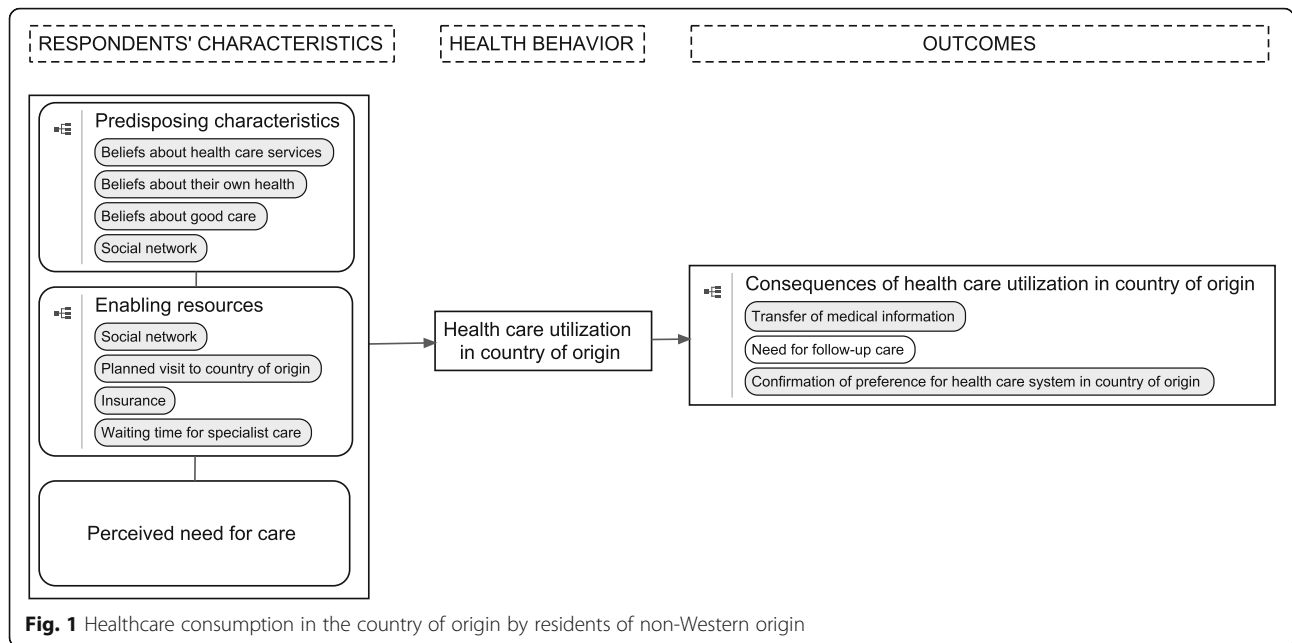 RESPONDENTS' CHARACTERISTICS
HEALTH BEHAVIOR
OUTCOMES
Predisposing characteristics
Beliefs about health care services
Beliefs about their own health
Beliefs about good care
Social network
Enabling resources
Social network
Planned visit to country of origin
Insurance
Waiting time for specialist care
Perceived need for care
Health care utilization
in country of origin
Consequences of health care utilization in country of origin
Transfer of medical information
Need for follow-up care
Confirmation of preference for health care system in country of origin
Fig. 1 Healthcare consumption in the country of origin by residents of non-Western origin